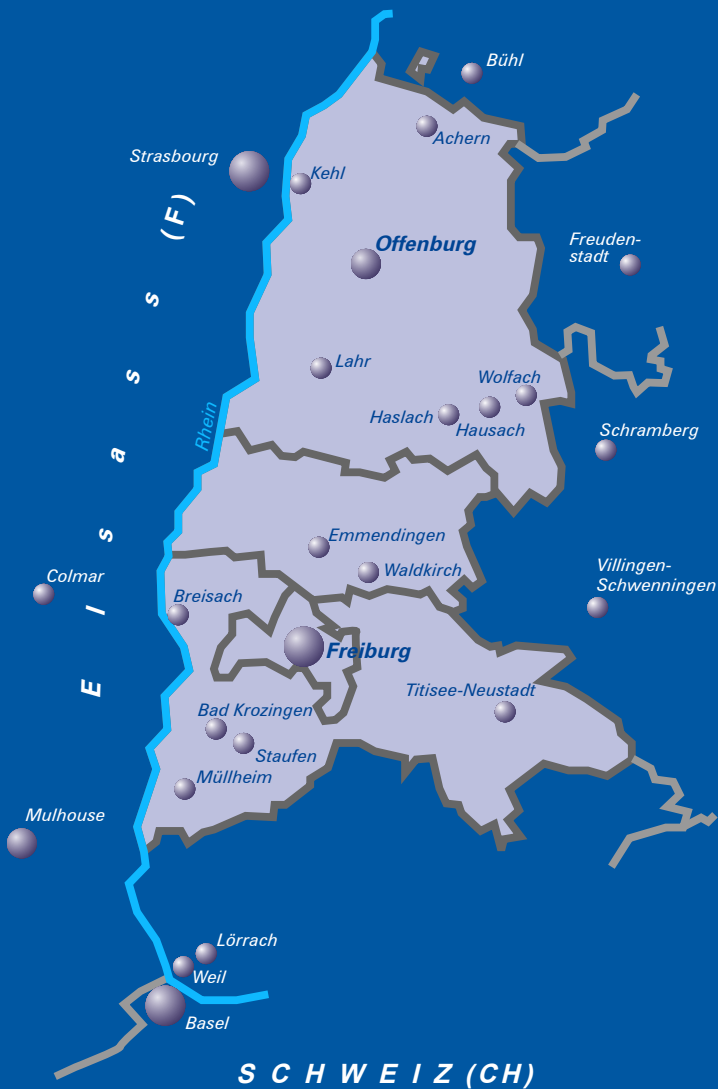 Bühl
Achern
Strasbourg
Kehl
(F)
Offenburg
Freuden-
stadt
Lahr
Wolfach
Haslach
Hausach
Rhein
Schramberg
Emmendingen
Waldkirch
Colmar
Villingen-
Schwenningen
Breisach
E l s a s s
Freiburg
Titisee-Neustadt
Bad Krozingen
Staufen
Müllheim
Mulhouse
Lörrach
Weil
Basel
S C H W E I Z (CH)